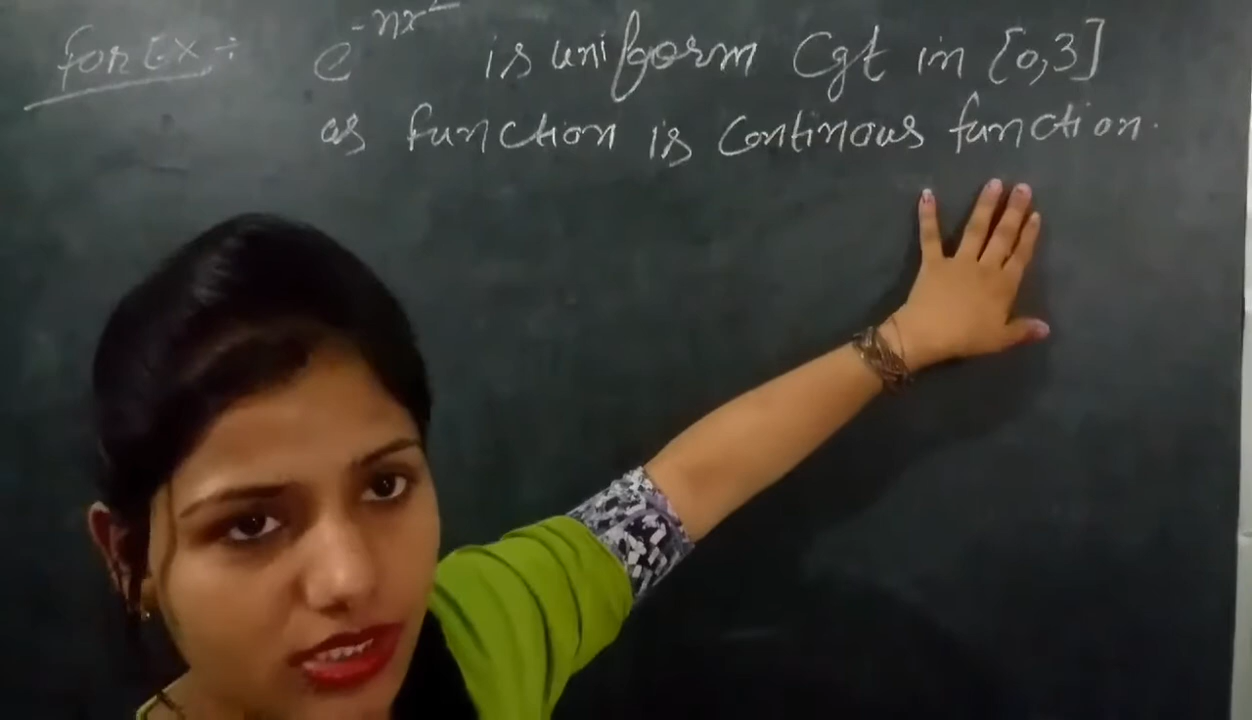 for Ex ÷ e^-nx² is uniform Cgt in [0,3]
as function is Continous function.